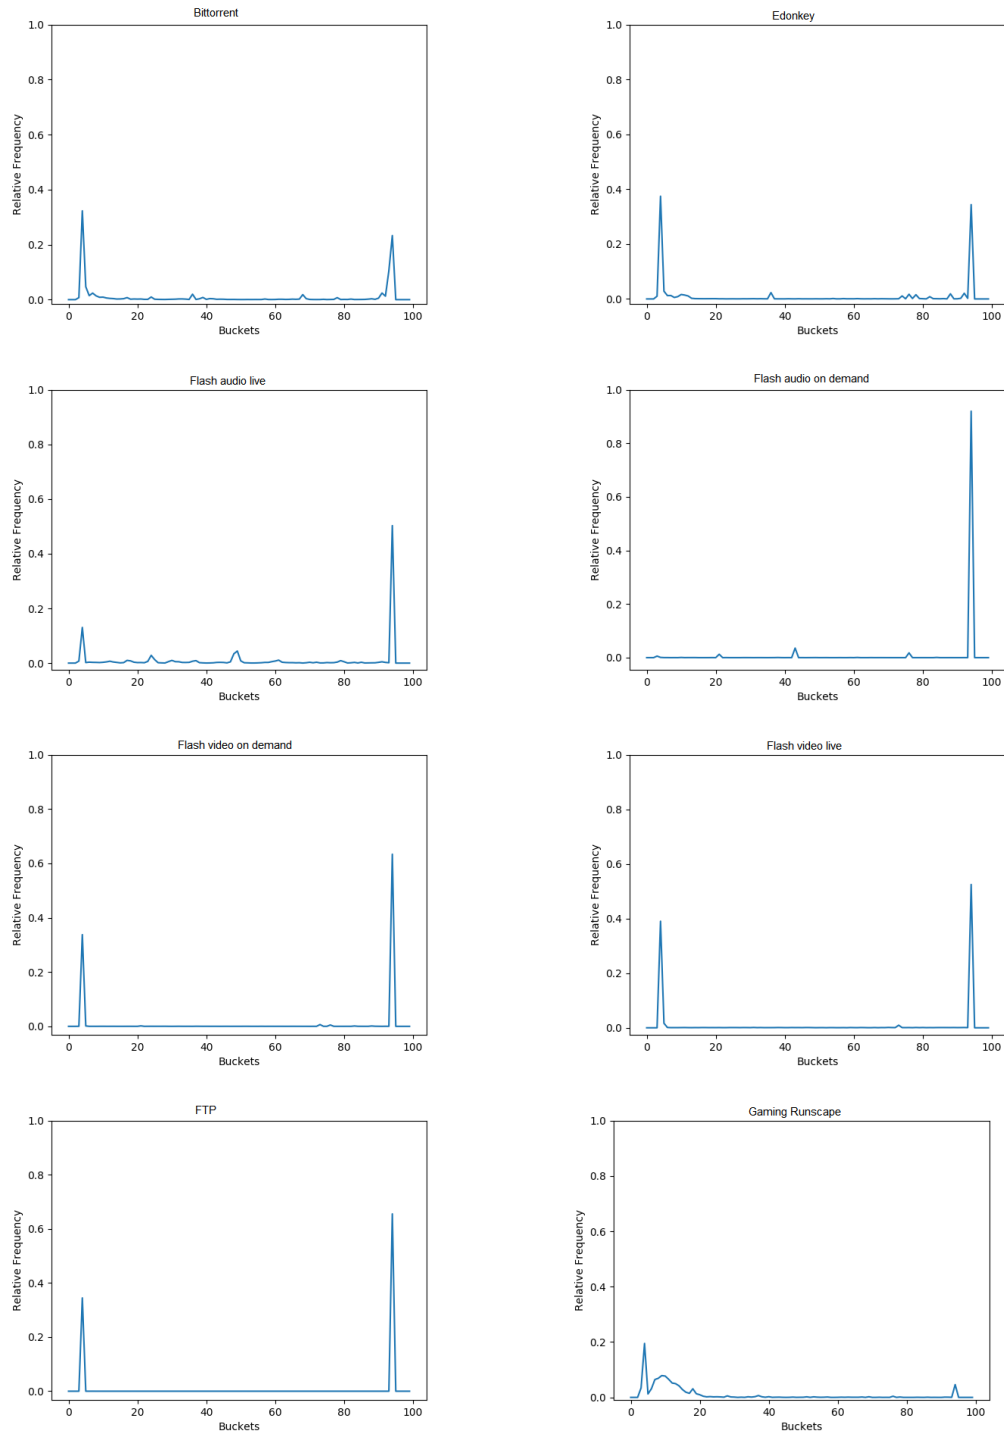 Bittorrent
1.0
0.8
0.6
0.4
0.2
0.0
Relative Frequency
0 20 40 60 80 100
Buckets
Edonkey
1.0
0.8
0.6
0.4
0.2
0.0
Relative Frequency
0 20 40 60 80 100
Buckets
Flash audio live
1.0
0.8
0.6
0.4
0.2
0.0
Relative Frequency
0 20 40 60 80 100
Buckets
Flash audio on demand
1.0
0.8
0.6
0.4
0.2
0.0
Relative Frequency
0 20 40 60 80 100
Buckets
Flash video on demand
1.0
0.8
0.6
0.4
0.2
0.0
Relative Frequency
0 20 40 60 80 100
Buckets
Flash video live
1.0
0.8
0.6
0.4
0.2
0.0
Relative Frequency
0 20 40 60 80 100
Buckets
FTP
1.0
0.8
0.6
0.4
0.2
0.0
Relative Frequency
0 20 40 60 80 100
Buckets
Gaming Runscape
1.0
0.8
0.6
0.4
0.2
0.0
Relative Frequency
0 20 40 60 80 100
Buckets